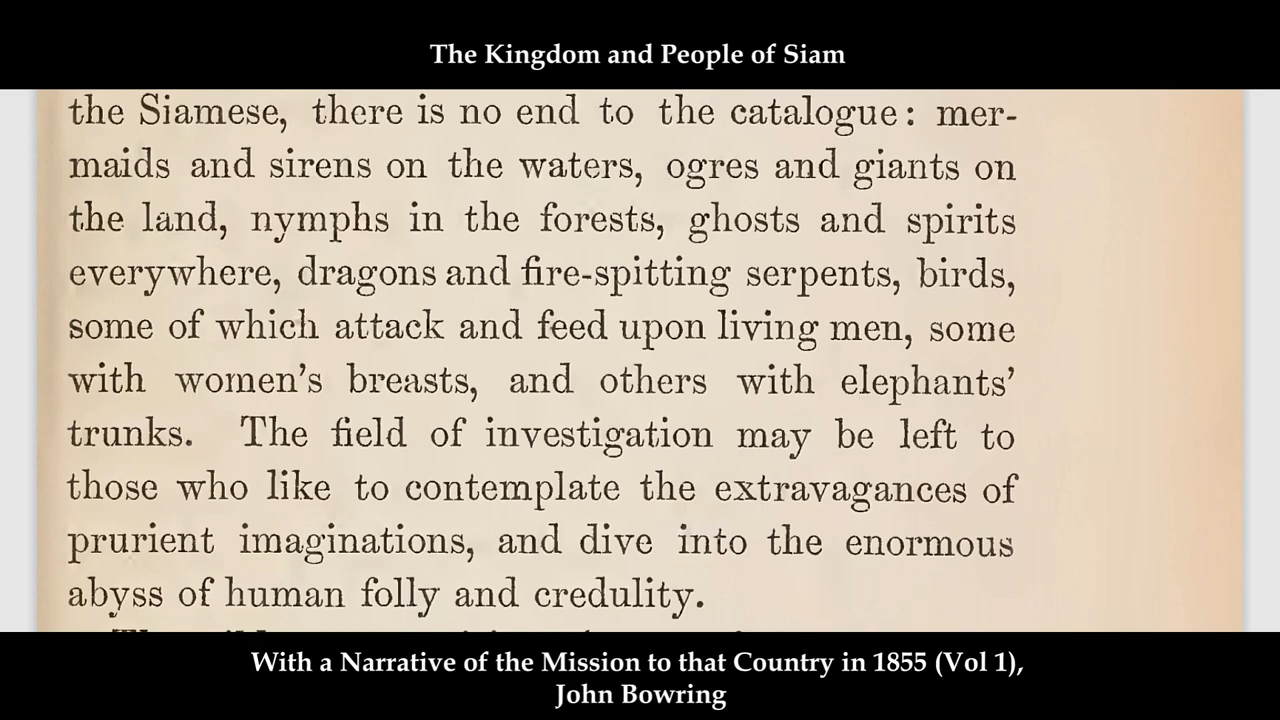 The Kingdom and People of Siam
the Siamese, there is no end to the catalogue: mer-
maids and sirens on the waters, ogres and giants on
the land, nymphs in the forests, ghosts and spirits
everywhere, dragons and fire-spitting serpents, birds,
some of which attack and feed upon living men, some
with women's breasts, and others with elephants'
trunks. The field of investigation may be left to
those who like to contemplate the extravagances of
prurient imaginations, and dive into the enormous
abyss of human folly and credulity.
With a Narrative of the Mission to that Country in 1855 (Vol 1),
John Bowring